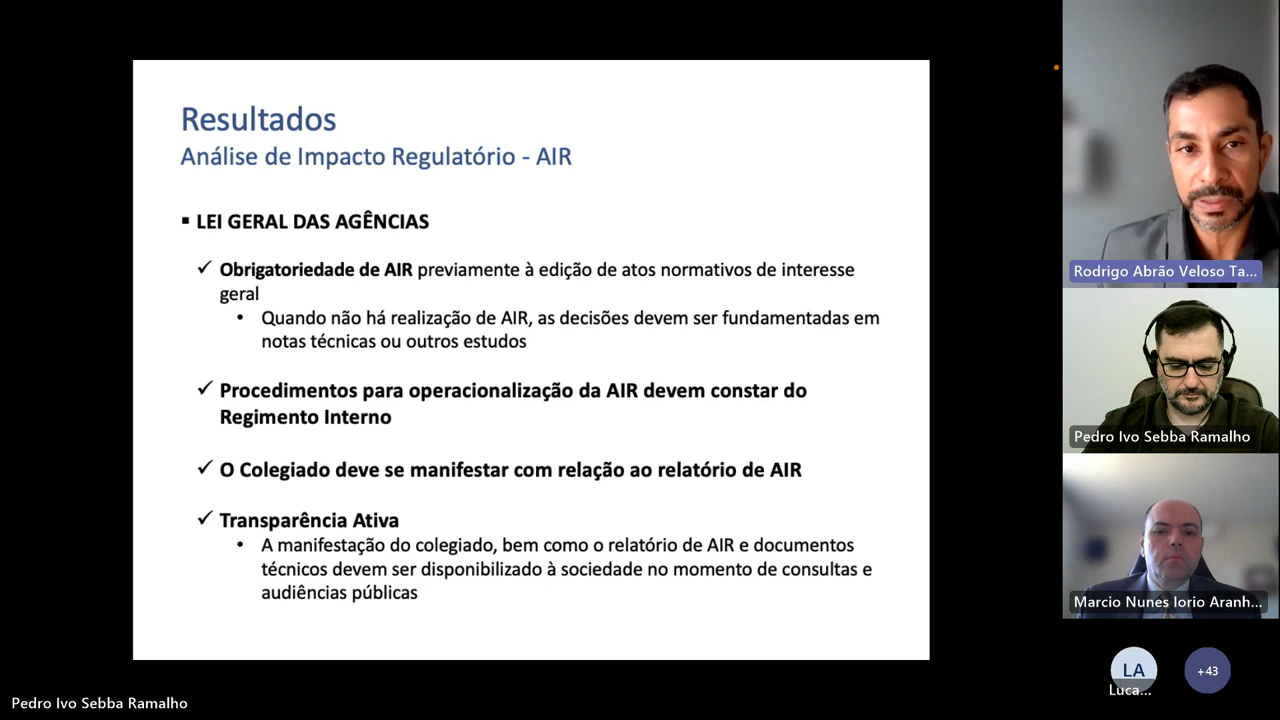 Resultados
Análise de Impacto Regulatório - AIR
▪ LEI GERAL DAS AGÊNCIAS
✓ Obrigatoriedade de AIR previamente à edição de atos normativos de interesse
geral
• Quando não há realização de AIR, as decisões devem ser fundamentadas em
notas técnicas ou outros estudos
✓ Procedimentos para operacionalização da AIR devem constar do
Regimento Interno
✓ O Colegiado deve se manifestar com relação ao relatório de AIR
✓ Transparência Ativa
• A manifestação do colegiado, bem como o relatório de AIR e documentos
técnicos devem ser disponibilizado à sociedade no momento de consultas e
audiências públicas
Rodrigo Abrão Veloso Ta...
Pedro Ivo Sebba Ramalho
Marcio Nunes Iorio Aranh...
LA
+43
Luca...
Pedro Ivo Sebba Ramalho